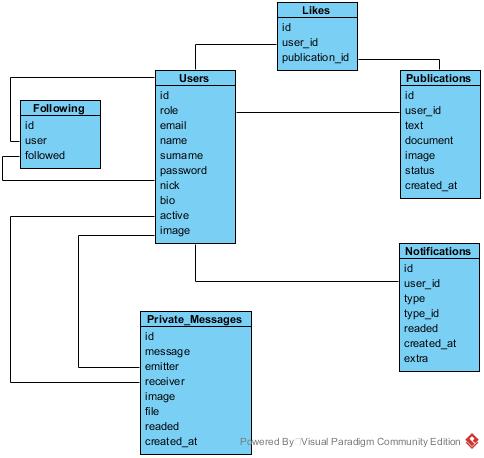 Likes
id
user_id
publication_id
Users
id
role
email
name
surname
password
nick
bio
active
image
Publications
id
user_id
text
document
image
status
created_at
Following
id
user
followed
Notifications
id
user_id
type
type_id
readed
created_at
extra
Private_Messages
id
message
emitter
receiver
image
file
readed
created_at
Powered By Visual Paradigm Community Edition